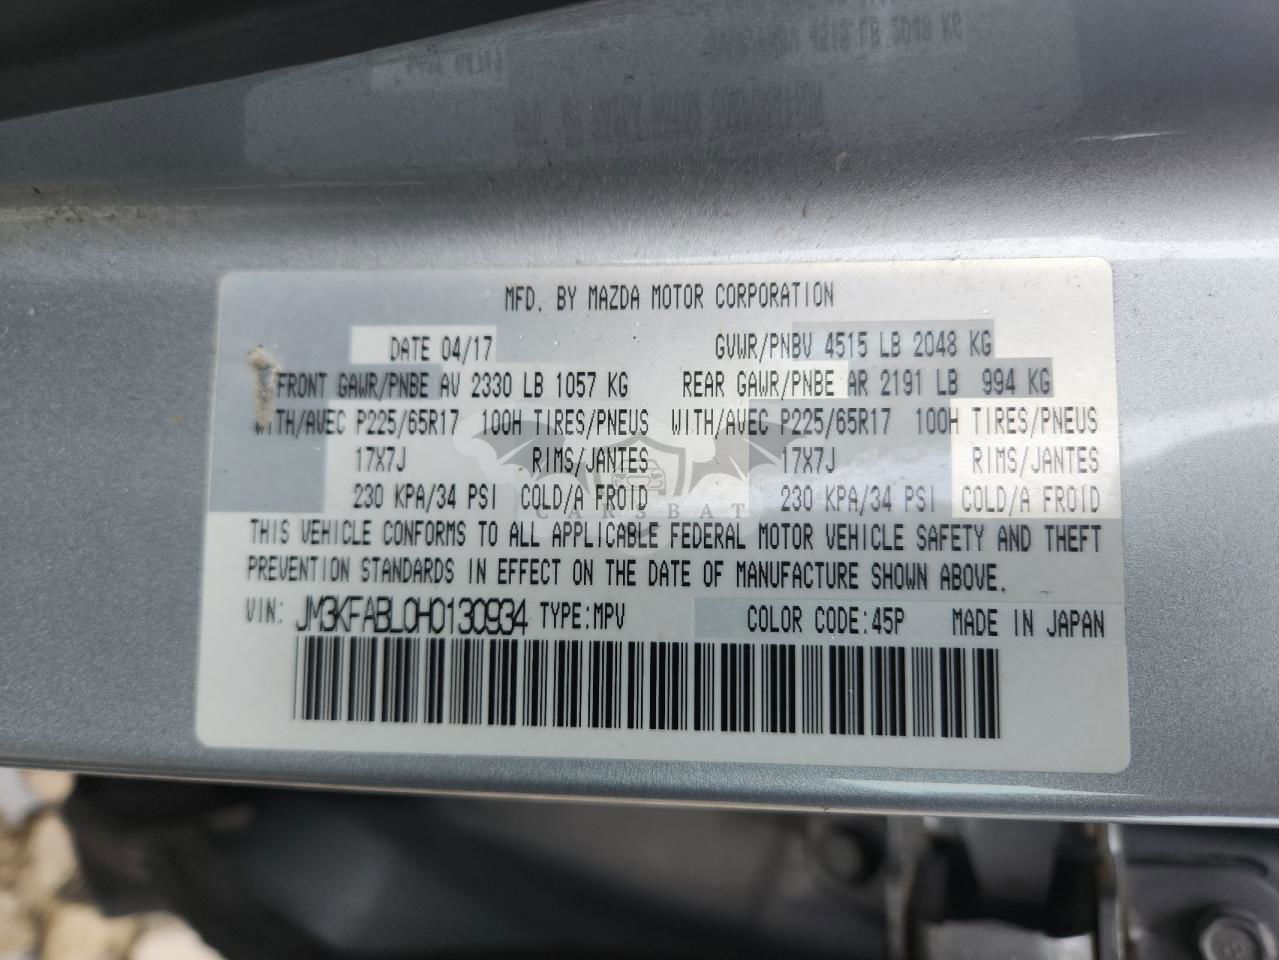 MFD. BY MAZDA MOTOR CORPORATION
DATE 04/17 GVWR/PNBV 4515 LB 2048 KG
FRONT GAWR/PNBE AV 2330 LB 1057 KG REAR GAWR/PNBE AR 2191 LB 994 KG
WITH/AVEC P225/65R17 100H TIRES/PNEUS WITH/AVEC P225/65R17 100H TIRES/PNEUS
17X7J RIMS/JANTES 17X7J RIMS/JANTES
230 KPA/34 PSI COLD/A FROID 230 KPA/34 PSI COLD/A FROID
CARSBAT
THIS VEHICLE CONFORMS TO ALL APPLICABLE FEDERAL MOTOR VEHICLE SAFETY AND THEFT
PREVENTION STANDARDS IN EFFECT ON THE DATE OF MANUFACTURE SHOWN ABOVE.
VIN: JM3KFABL0H0130934 TYPE:MPV COLOR CODE:45P MADE IN JAPAN